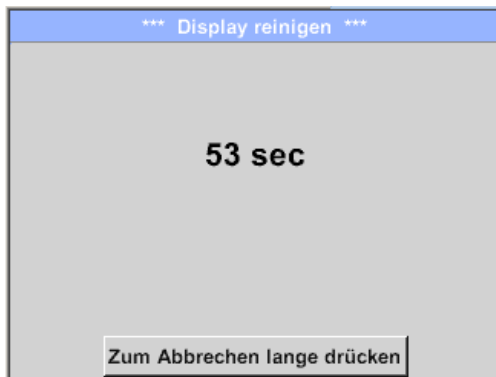 *** Display reinigen ***
53 sec
Zum Abbrechen lange drücken